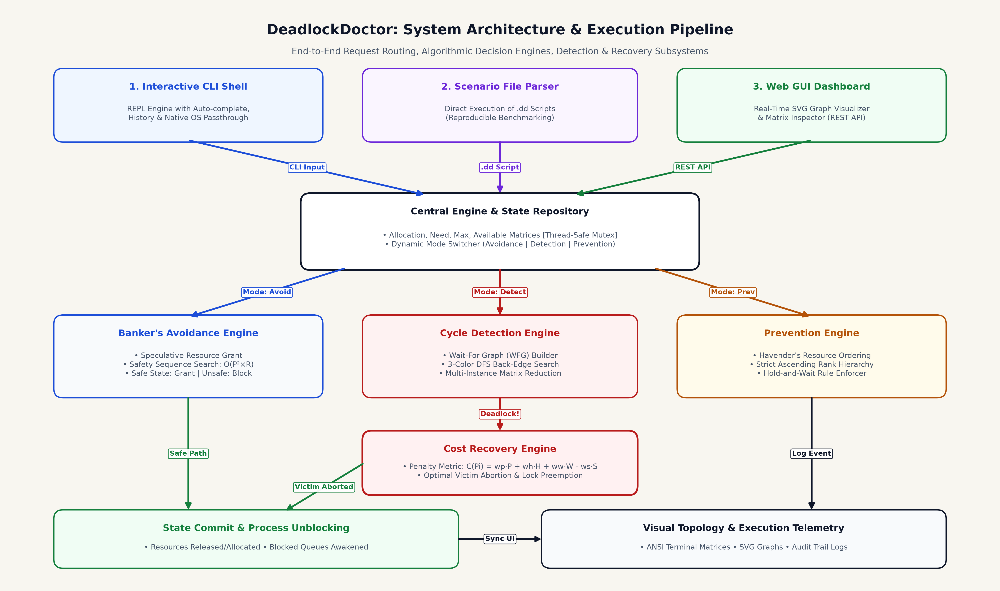 DeadlockDoctor: System Architecture & Execution Pipeline
End-to-End Request Routing, Algorithmic Decision Engines, Detection & Recovery Subsystems
1. Interactive CLI Shell
REPL Engine with Auto-complete,
History & Native OS Passthrough
2. Scenario File Parser
Direct Execution of .dd Scripts
(Reproducible Benchmarking)
3. Web GUI Dashboard
Real-Time SVG Graph Visualizer
& Matrix Inspector (REST API)
CLI Input
.dd Script
REST API
Central Engine & State Repository
• Allocation, Need, Max, Available Matrices [Thread-Safe Mutex]
• Dynamic Mode Switcher (Avoidance | Detection | Prevention)
Mode: Avoid
Mode: Detect
Mode: Prev
Banker's Avoidance Engine
• Speculative Resource Grant
• Safety Sequence Search: O(P²×R)
• Safe State: Grant | Unsafe: Block
Cycle Detection Engine
• Wait-For Graph (WFG) Builder
• 3-Color DFS Back-Edge Search
• Multi-Instance Matrix Reduction
Prevention Engine
• Havender's Resource Ordering
• Strict Ascending Rank Hierarchy
• Hold-and-Wait Rule Enforcer
Deadlock!
Cost Recovery Engine
• Penalty Metric: C(Pi) = wp·P + wh·H + ww·W - ws·S
• Optimal Victim Abortion & Lock Preemption
Safe Path
Log Event
Victim Aborted
State Commit & Process Unblocking
• Resources Released/Allocated • Blocked Queues Awakened
Sync UI
Visual Topology & Execution Telemetry
• ANSI Terminal Matrices • SVG Graphs • Audit Trail Logs